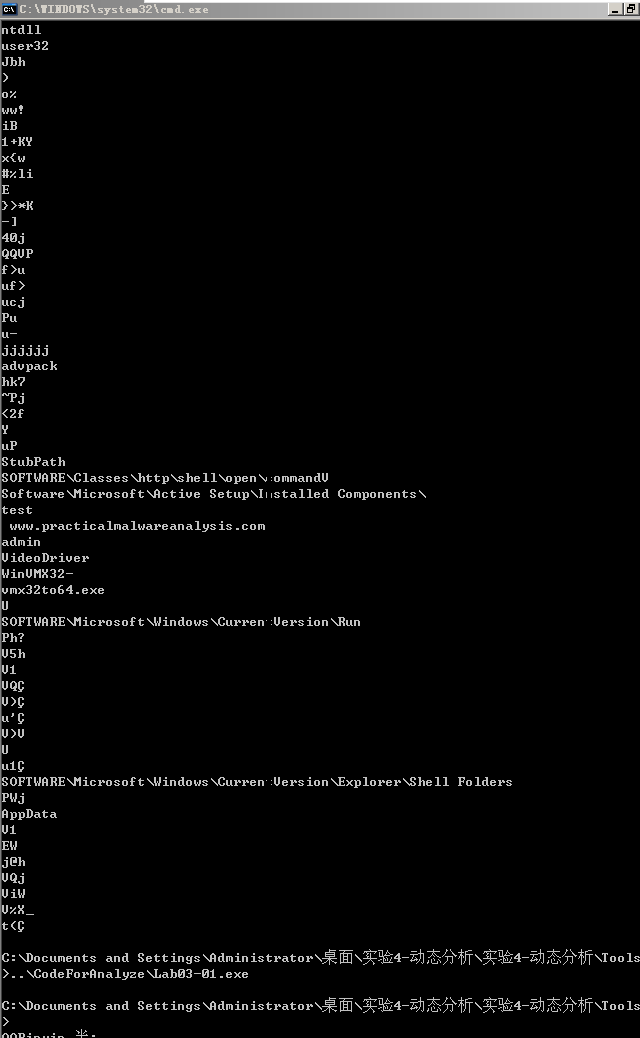 C:\WINDOWS\system32\cmd.exe
ntdll
user32
Jbh
)
o%
ww!
iB
1+KY
x{w
#%li
E
}>*K
-]
40j
QQVP
f>u
uf>
ucj
Pu
u-
jjjjjj
advpack
hk7
~Pj
<2f
Y
uP
StubPath
SOFTWARE\Classes\http\shell\open\commandV
Software\Microsoft\Active Setup\Installed Components\
test
www.practicalmalwareanalysis.com
admin
VideoDriver
WinVMX32-
vmx32to64.exe
U
SOFTWARE\Microsoft\Windows\CurrentVersion\Run
Ph?
V5h
V1
VQÇ
V>Ç
u'Ç
V>V
U
u1Ç
SOFTWARE\Microsoft\Windows\CurrentVersion\Explorer\Shell Folders
PWj
AppData
V1
EW
j@h
VQj
ViW
V%X_
t<Ç
C:\Documents and Settings\Administrator\桌面\实验4-动态分析\实验4-动态分析\Tools
>..\CodeForAnalyze\Lab03-01.exe
C:\Documents and Settings\Administrator\桌面\实验4-动态分析\实验4-动态分析\Tools
>
半: